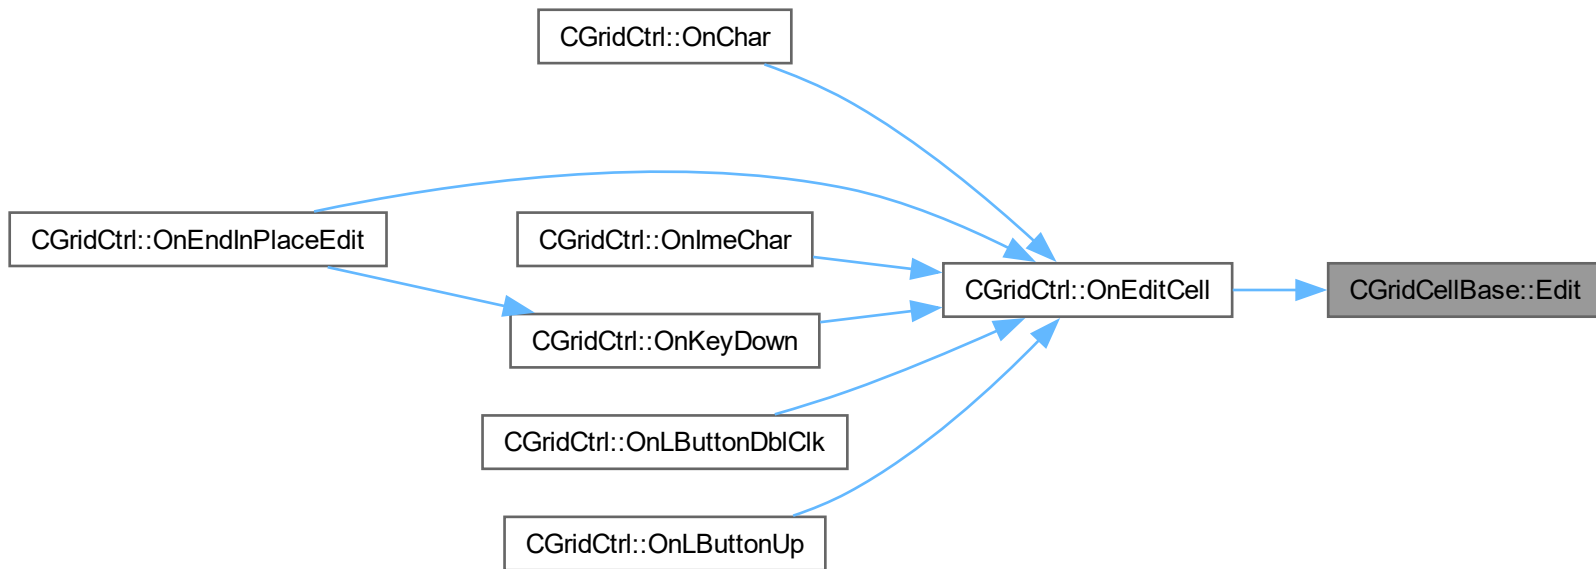 CGridCtrl::OnChar
CGridCtrl::OnEndInPlaceEdit
CGridCtrl::OnImeChar
CGridCtrl::OnEditCell
CGridCellBase::Edit
CGridCtrl::OnKeyDown
CGridCtrl::OnLButtonDblClk
CGridCtrl::OnLButtonUp